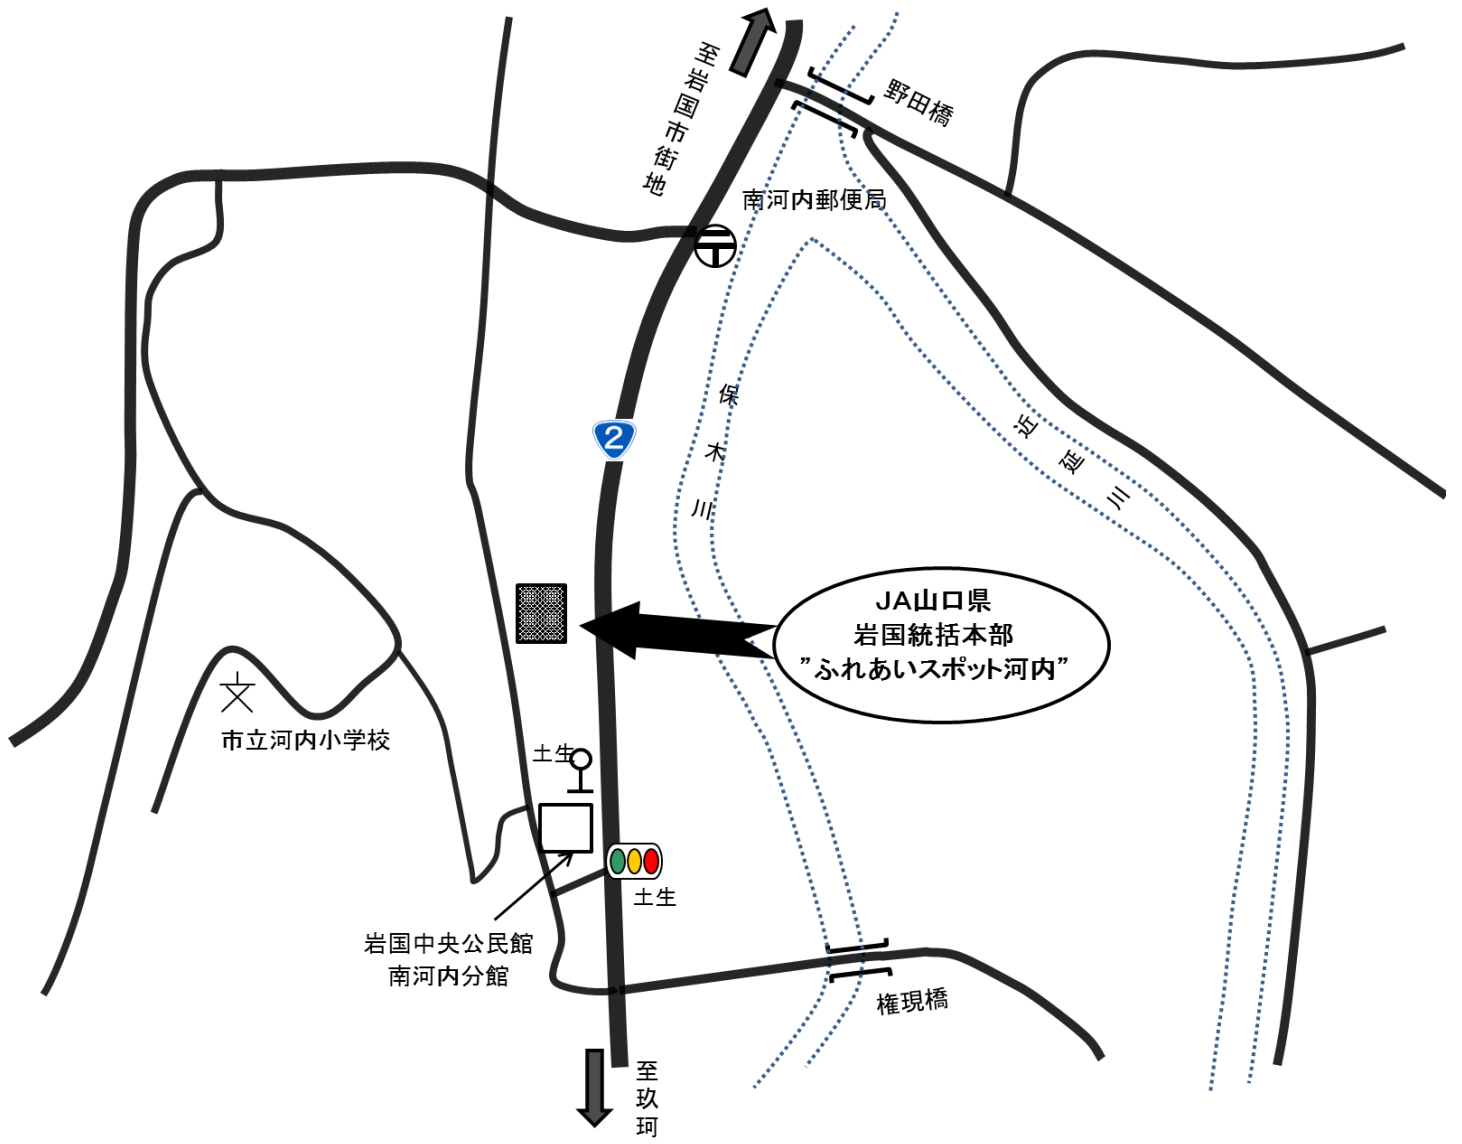 至岩国市街地
野田橋
南河内郵便局
2
保木川
近延川
JA山口県
岩国統括本部
”ふれあいスポット河内”
文
市立河内小学校
土生
土生
岩国中央公民館
南河内分館
権現橋
至玖珂